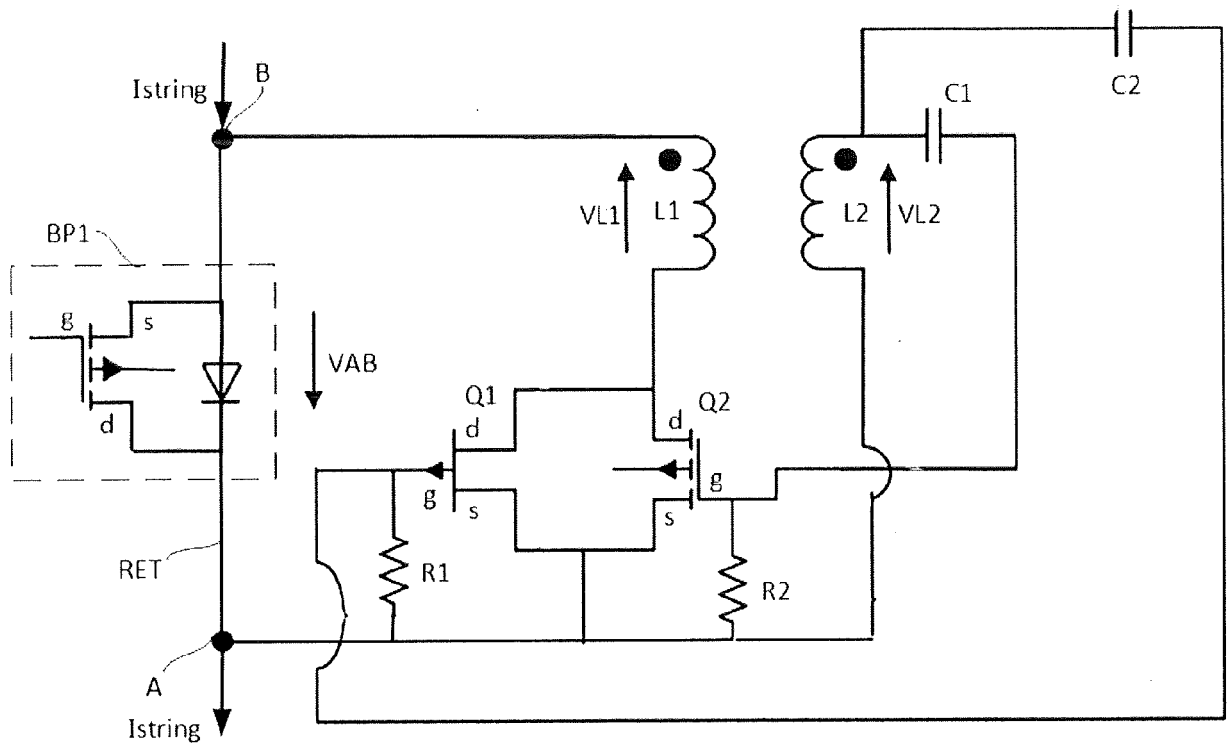 Istring
B
C2
C1
VL1
L1
L2
VL2
BP1
g
s
d
VAB
Q1
d
g
s
Q2
d
g
s
RET
R1
R2
A
Istring